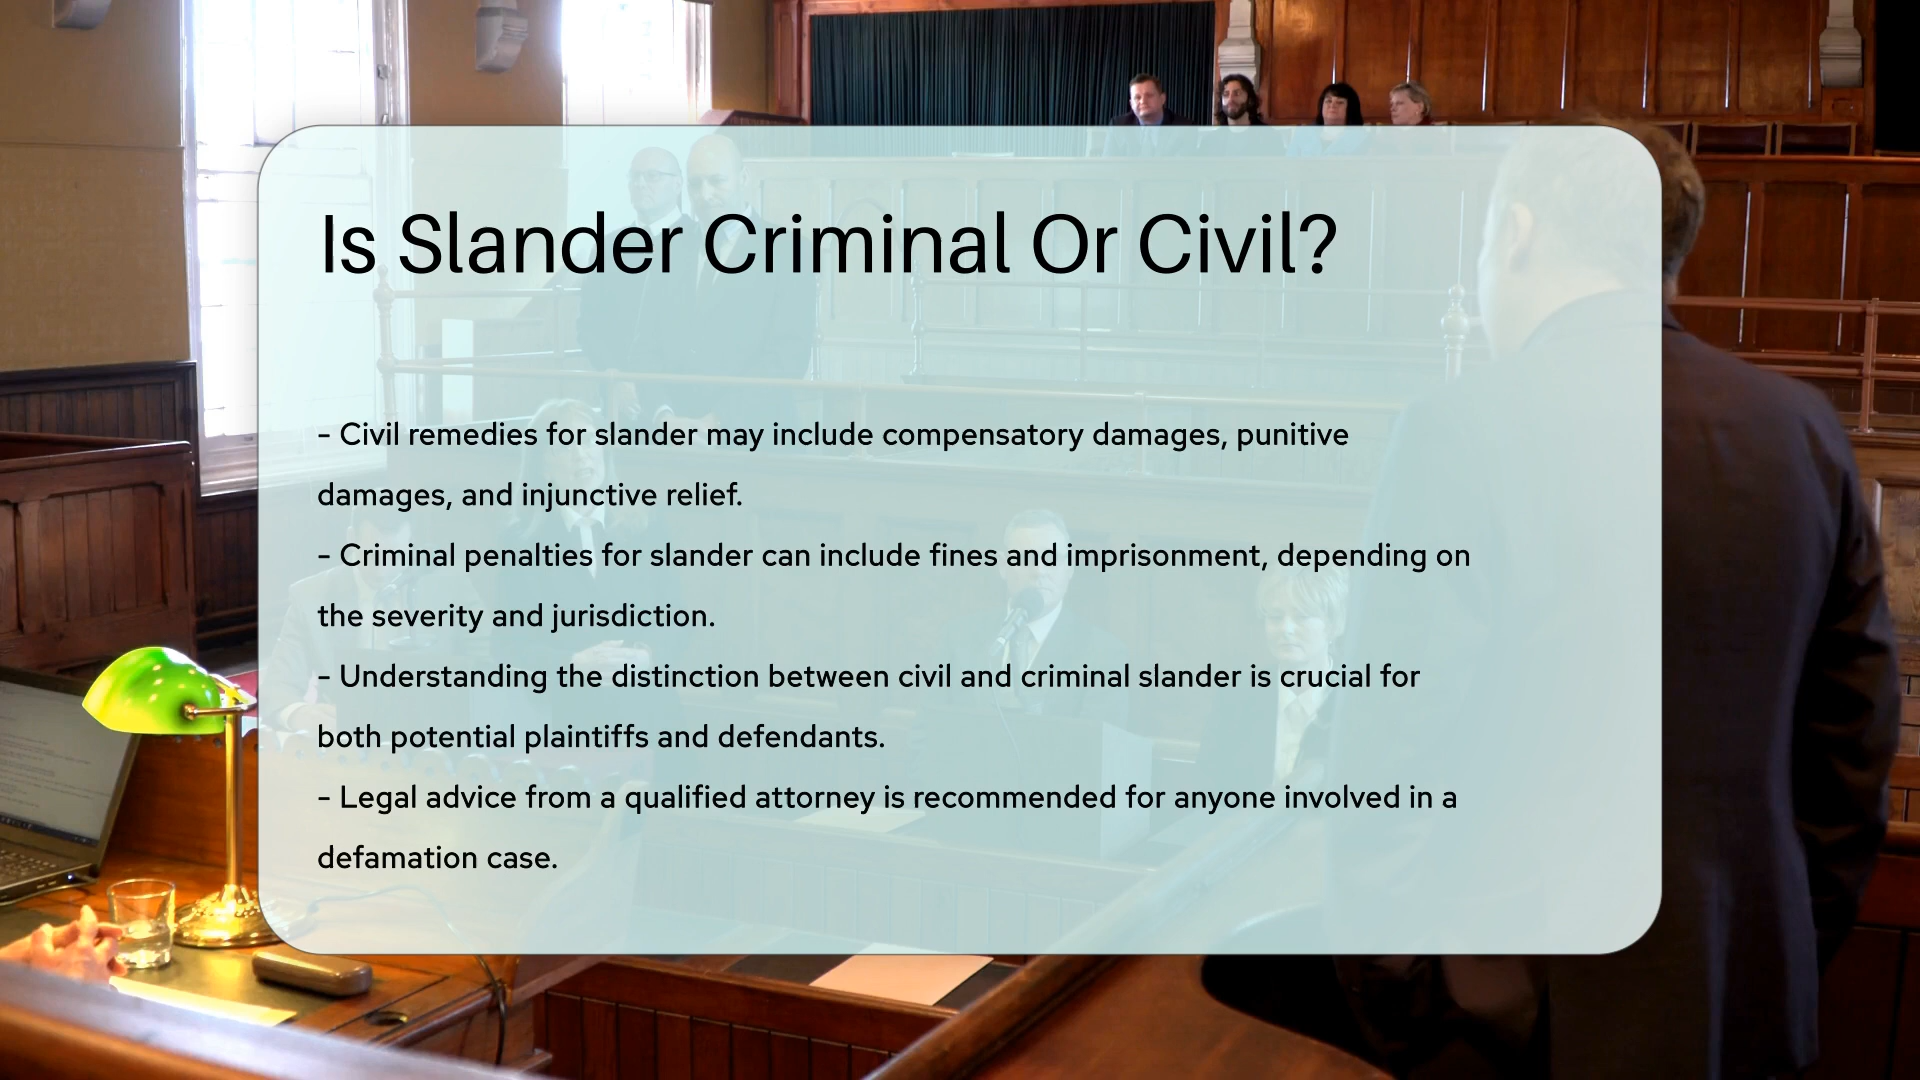 Is Slander Criminal Or Civil?
- Civil remedies for slander may include compensatory damages, punitive
damages, and injunctive relief.
- Criminal penalties for slander can include fines and imprisonment, depending on
the severity and jurisdiction.
- Understanding the distinction between civil and criminal slander is crucial for
both potential plaintiffs and defendants.
- Legal advice from a qualified attorney is recommended for anyone involved in a
defamation case.